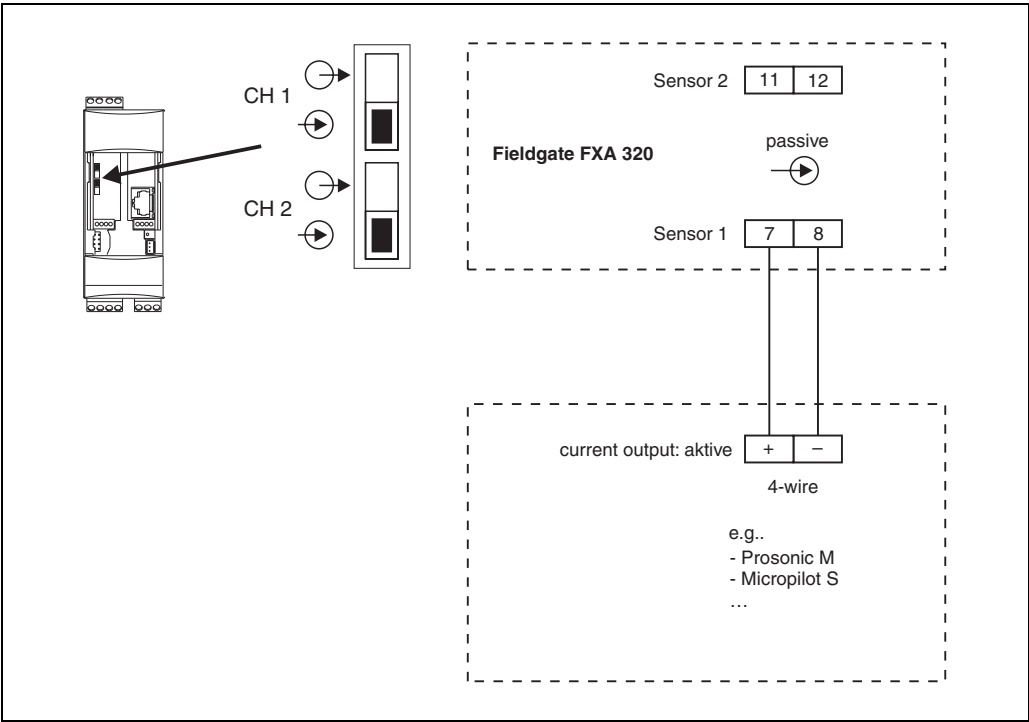 CH 1
CH 2
Sensor 2 11 12
Fieldgate FXA 320
passive
Sensor 1 7 8
current output: aktive + –
4-wire
e.g..
- Prosonic M
- Micropilot S
…